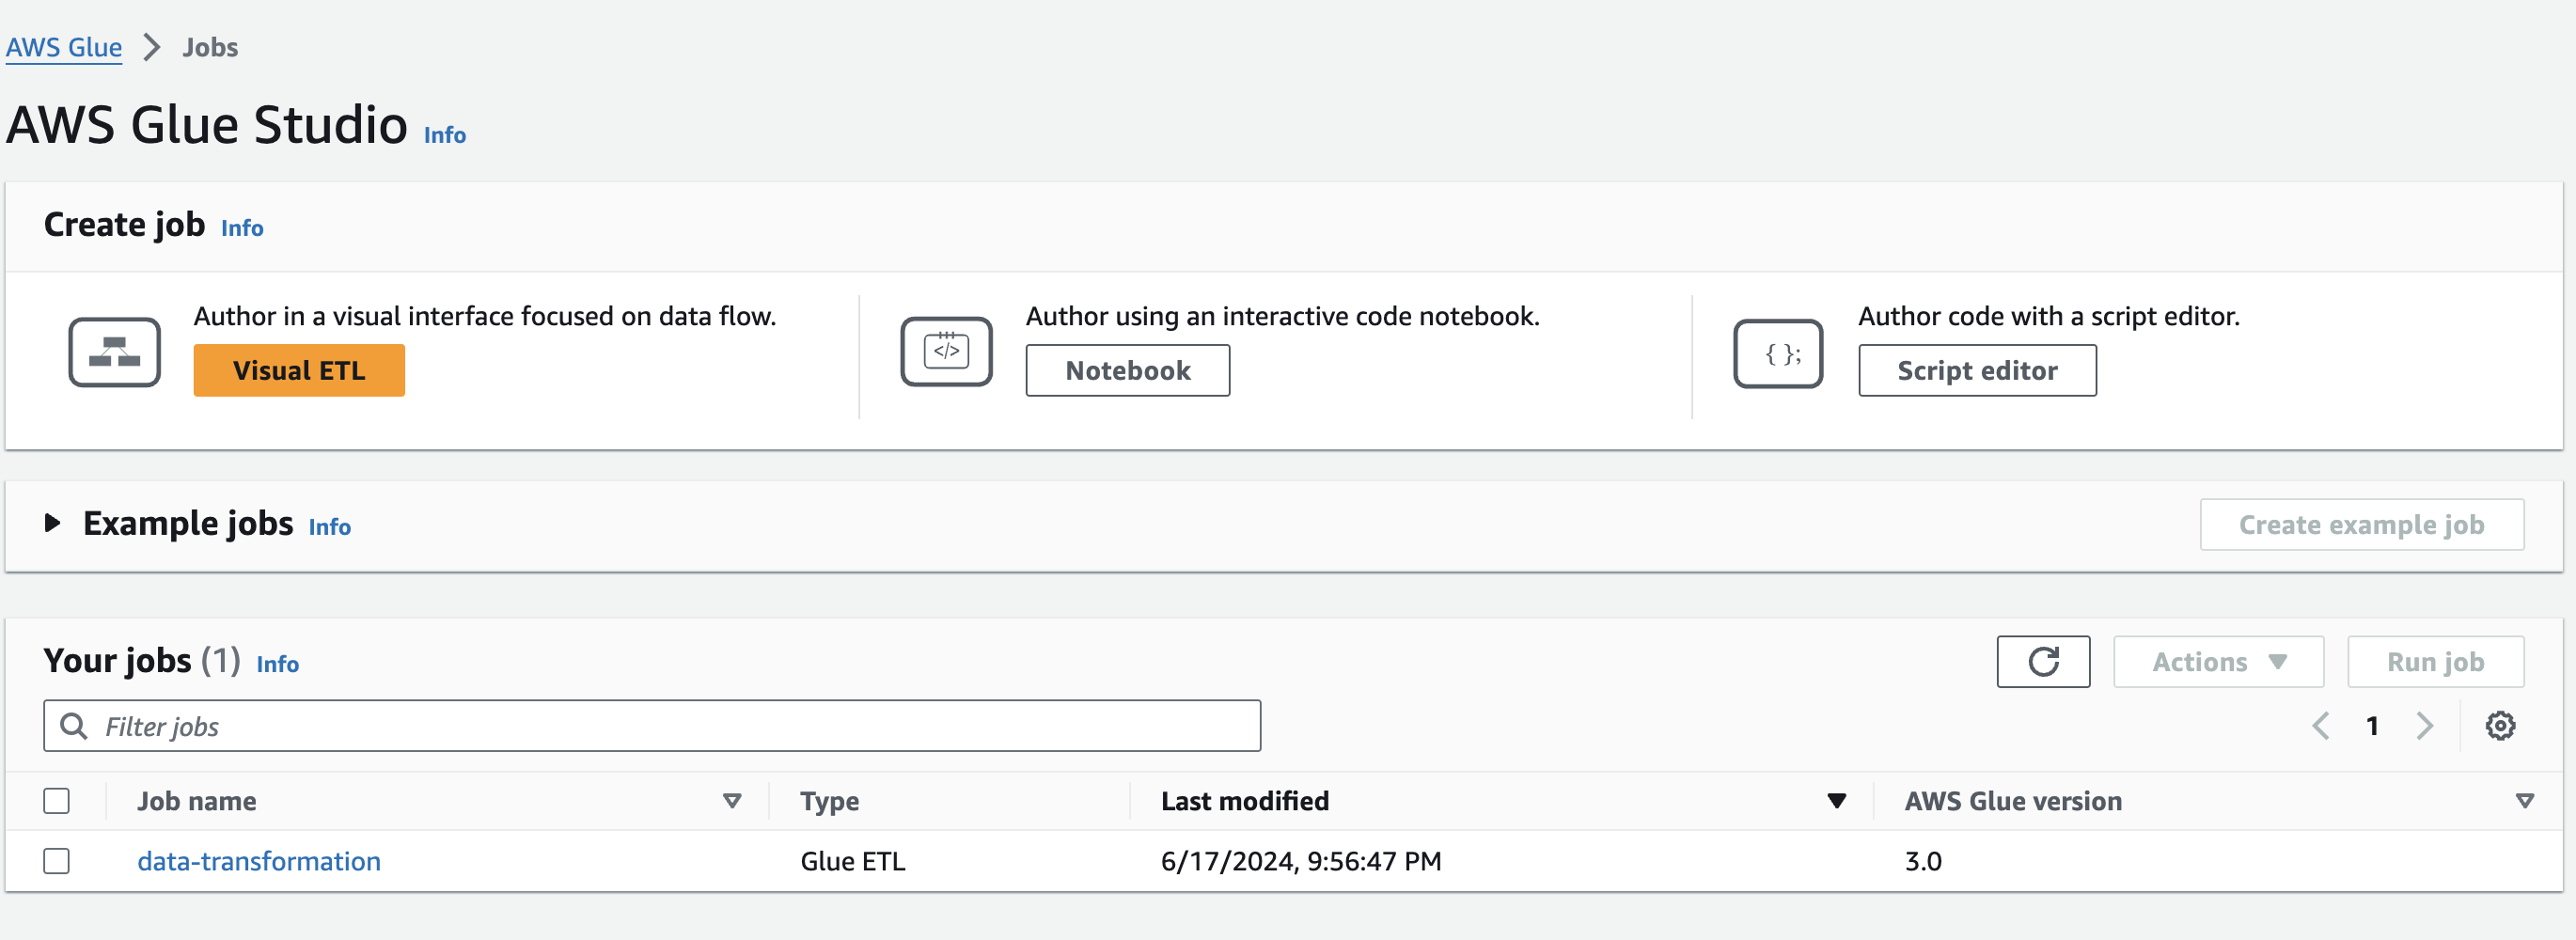 AWS Glue > Jobs
AWS Glue Studio Info
Create job Info
Author in a visual interface focused on data flow.
Visual ETL
</>
Author using an interactive code notebook.
Notebook
{ };
Author code with a script editor.
Script editor
Example jobs Info
Create example job
Your jobs (1) Info
Actions
Run job
Filter jobs
1
Job name Type Last modified AWS Glue version
data-transformation Glue ETL 6/17/2024, 9:56:47 PM 3.0